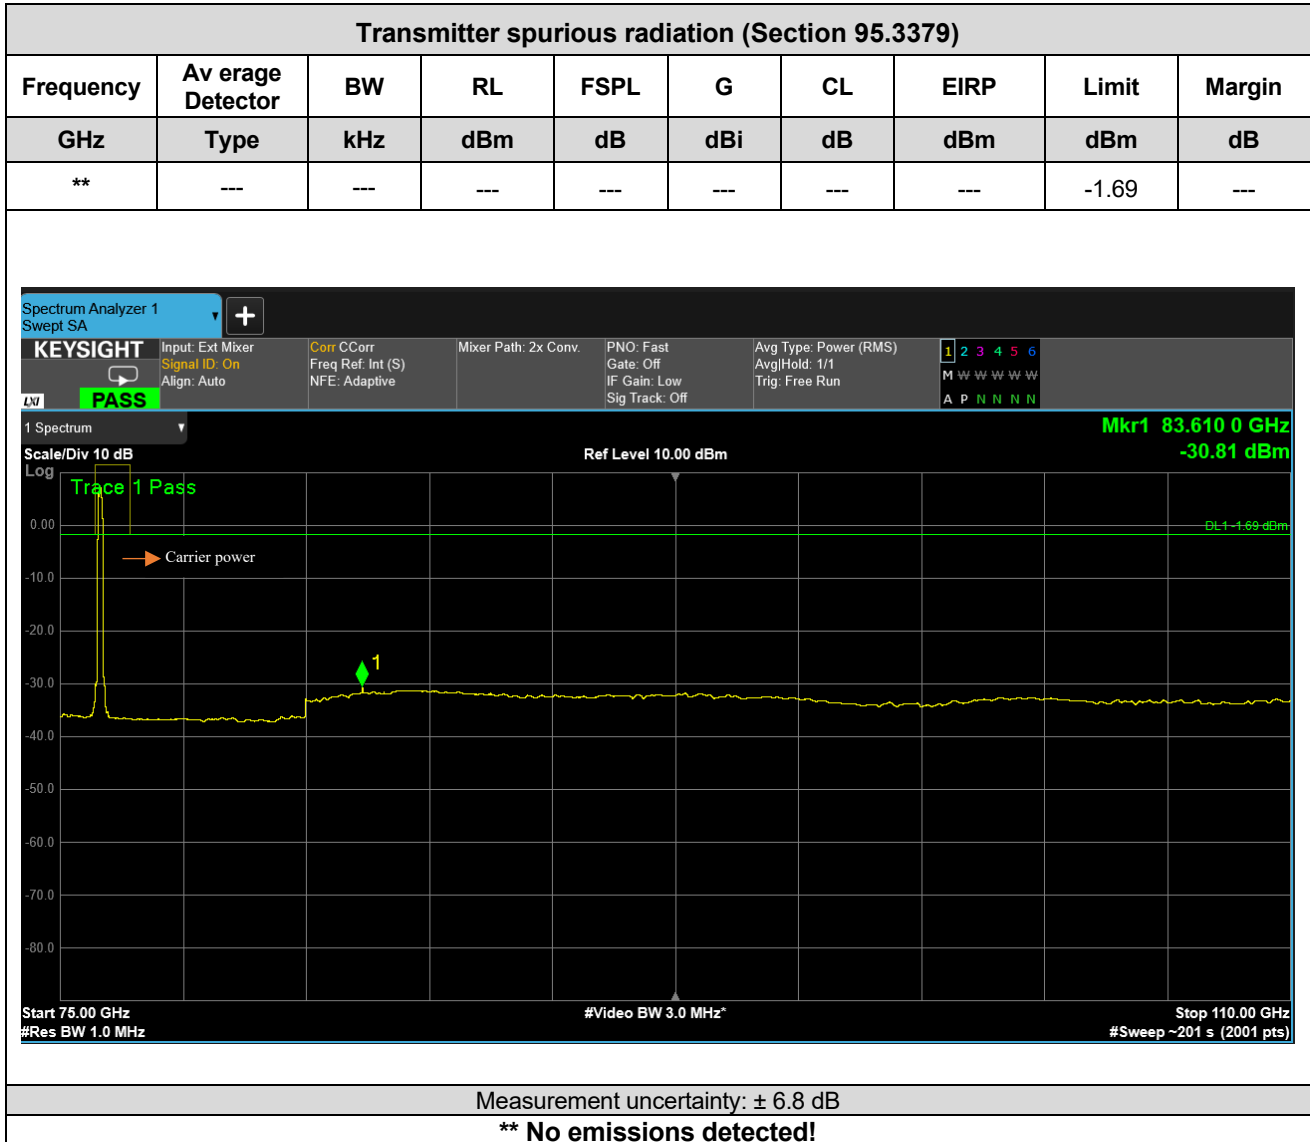 Transmitter spurious radiation (Section 95.3379)
Frequency Av erage Detector BW RL FSPL G CL EIRP Limit Margin
GHz Type kHz dBm dB dBi dB dBm dBm dB
** --- --- --- --- --- --- --- -1.69 ---
Spectrum Analyzer 1
Swept SA
+
KEYSIGHT Input: Ext Mixer Corr CCorr Mixer Path: 2x Conv. PNO: Fast Avg Type: Power (RMS) 1 2 3 4 5 6
Signal ID: On Freq Ref: Int (S) Gate: Off Avg|Hold: 1/1 M W W W W W
Align: Auto NFE: Adaptive IF Gain: Low Trig: Free Run
LXI PASS Sig Track: Off A P N N N N
1 Spectrum Mkr1 83.610 0 GHz
Scale/Div 10 dB Ref Level 10.00 dBm -30.81 dBm
Log
Trace 1 Pass
0.00 DL1 -1.69 dBm
Carrier power
-10.0
-20.0
1
-30.0
-40.0
-50.0
-60.0
-70.0
-80.0
Start 75.00 GHz #Video BW 3.0 MHz* Stop 110.00 GHz
#Res BW 1.0 MHz #Sweep ~201 s (2001 pts)
Measurement uncertainty: ± 6.8 dB
** No emissions detected!